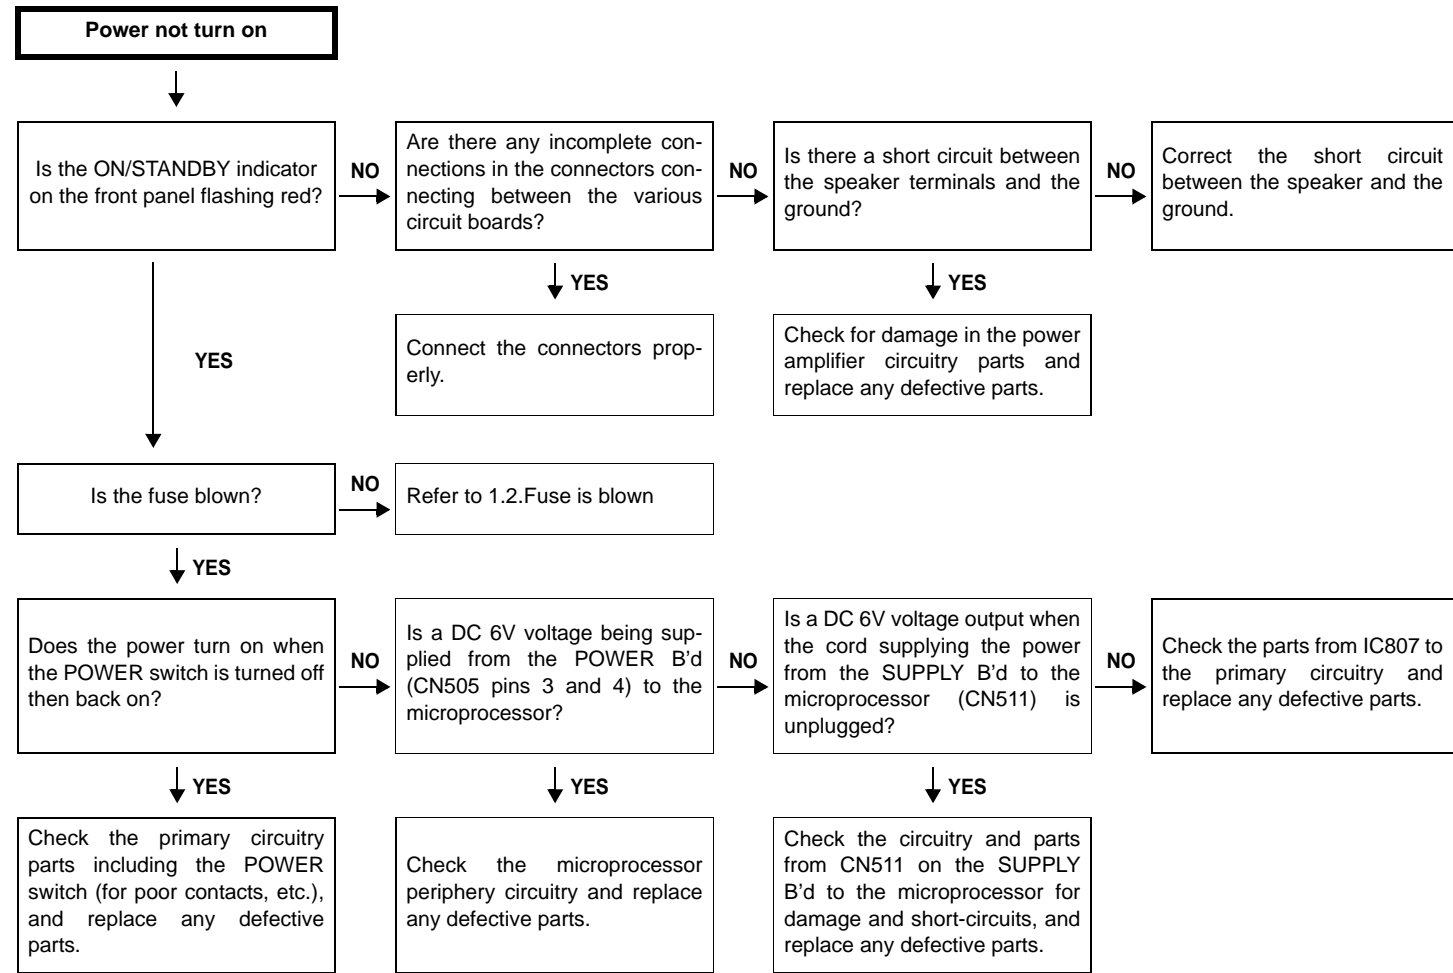 Power not turn on
Is the ON/STANDBY indicator
on the front panel flashing red?
NO
Are there any incomplete con-
nections in the connectors con-
necting between the various
circuit boards?
NO
Is there a short circuit between
the speaker terminals and the
ground?
NO
Correct the short circuit
between the speaker and the
ground.
YES
YES
YES
Connect the connectors prop-
erly.
Check for damage in the power
amplifier circuitry parts and
replace any defective parts.
Is the fuse blown?
NO
Refer to 1.2.Fuse is blown
YES
Does the power turn on when
the POWER switch is turned off
then back on?
NO
Is a DC 6V voltage being sup-
plied from the POWER B'd
(CN505 pins 3 and 4) to the
microprocessor?
NO
Is a DC 6V voltage output when
the cord supplying the power
from the SUPPLY B'd to the
microprocessor (CN511) is
unplugged?
NO
Check the parts from IC807 to
the primary circuitry and
replace any defective parts.
YES
YES
YES
Check the primary circuitry
parts including the POWER
switch (for poor contacts, etc.),
and replace any defective
parts.
Check the microprocessor
periphery circuitry and replace
any defective parts.
Check the circuitry and parts
from CN511 on the SUPPLY
B'd to the microprocessor for
damage and short-circuits, and
replace any defective parts.